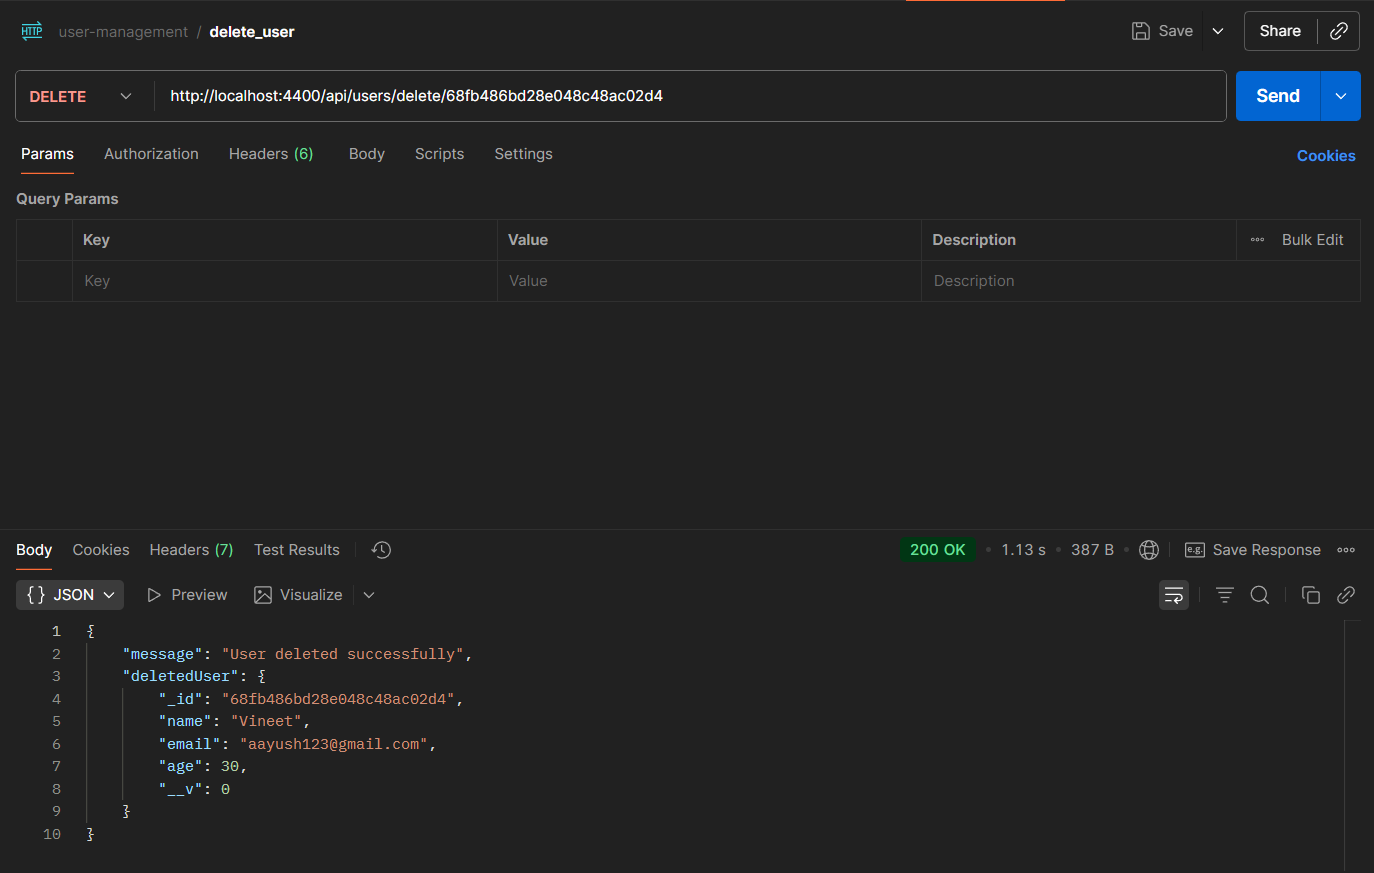 HTTP user-management / delete_user Save Share
DELETE http://localhost:4400/api/users/delete/68fb486bd28e048c48ac02d4 Send
Params Authorization Headers (6) Body Scripts Settings Cookies
Query Params
Key Value Description Bulk Edit
Key Value Description
Body Cookies Headers (7) Test Results 200 OK • 1.13 s • 387 B • e.g. Save Response
{} JSON Preview Visualize
1 {
2 "message": "User deleted successfully",
3 "deletedUser": {
4 "_id": "68fb486bd28e048c48ac02d4",
5 "name": "Vineet",
6 "email": "aayush123@gmail.com",
7 "age": 30,
8 "__v": 0
9 }
10 }